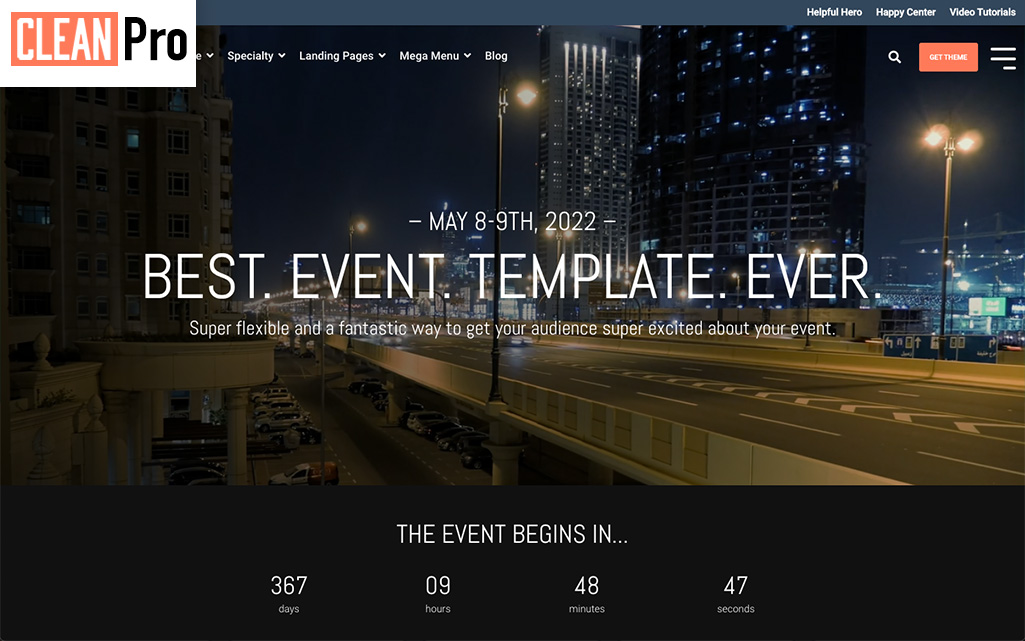 Helpful Hero Happy Center Video Tutorials
CLEAN Pro
Specialty Landing Pages Mega Menu Blog
GET THEME
– MAY 8-9TH, 2022 –
BEST. EVENT. TEMPLATE. EVER.
Super flexible and a fantastic way to get your audience super excited about your event.
THE EVENT BEGINS IN...
367 09 48 47
days hours minutes seconds